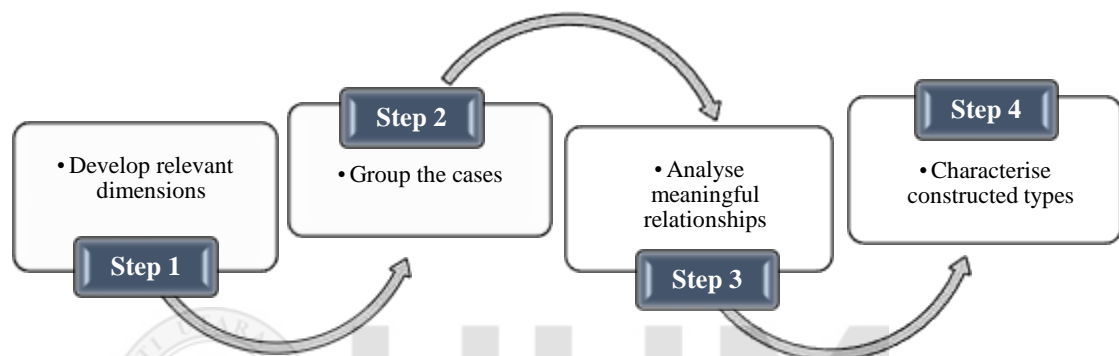 • Develop relevant
dimensions
Step 1
Step 2
• Group the cases
• Analyse
meaningful
relationships
Step 3
Step 4
• Characterise
constructed types